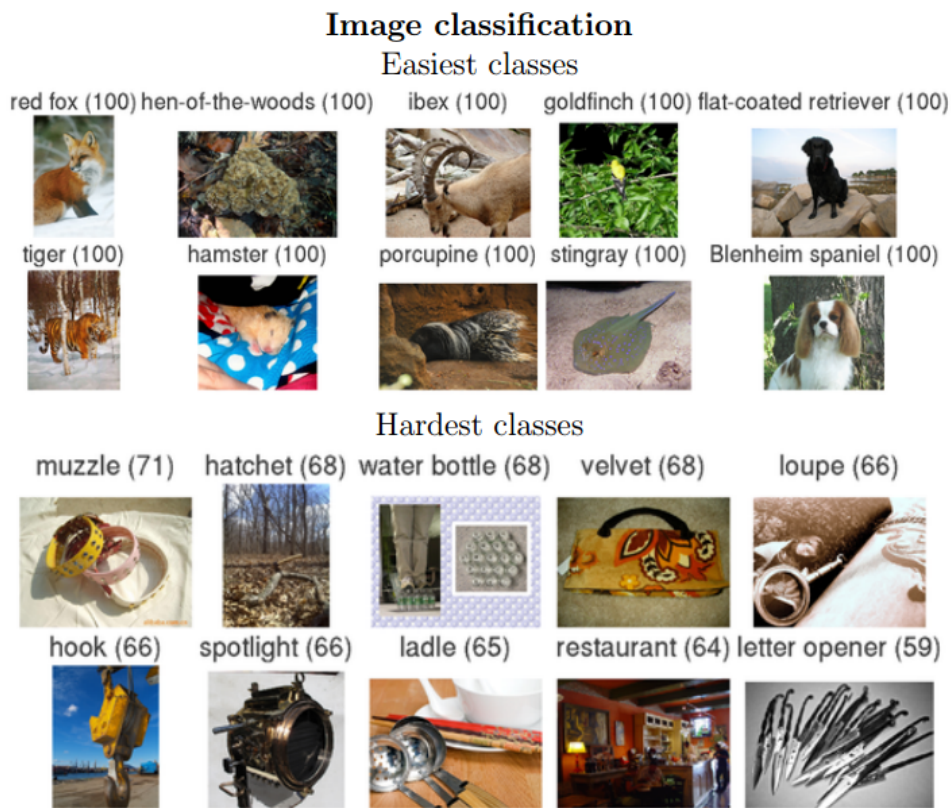 Image classification
Easiest classes
red fox (100) hen-of-the-woods (100) ibex (100) goldfinch (100) flat-coated retriever (100)
tiger (100) hamster (100) porcupine (100) stingray (100) Blenheim spaniel (100)
Hardest classes
muzzle (71) hatchet (68) water bottle (68) velvet (68) loupe (66)
hook (66) spotlight (66) ladle (65) restaurant (64) letter opener (59)